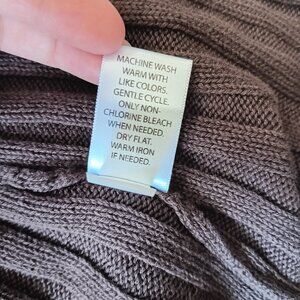 MACHINE WASH
WARM WITH
LIKE COLORS.
GENTLE CYCLE.
ONLY NON-
CHLORINE BLEACH
WHEN NEEDED.
DRY FLAT.
WARM IRON
IF NEEDED.